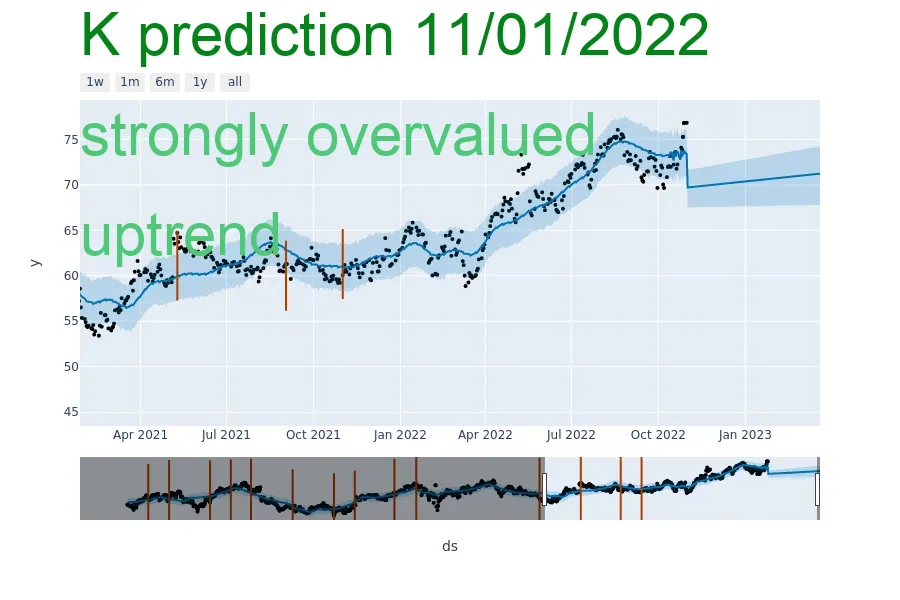 K prediction 11/01/2022
1w 1m 6m 1y all
strongly overvalued
uptrend
75
70
65
60
55
50
45
y
Apr 2021 Jul 2021 Oct 2021 Jan 2022 Apr 2022 Jul 2022 Oct 2022 Jan 2023
ds